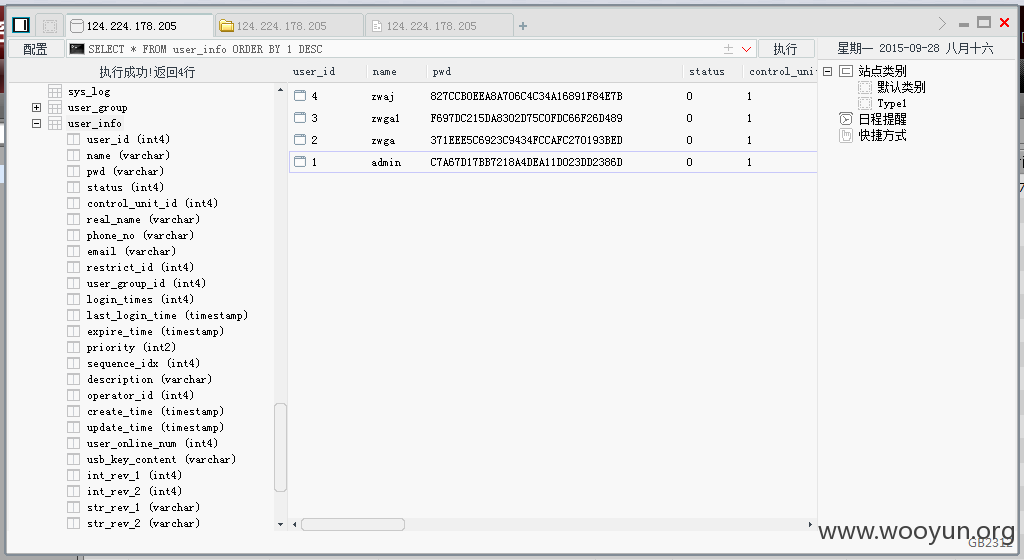 124.224.178.205
124.224.178.205
124.224.178.205
+
配置
SELECT * FROM user_info ORDER BY 1 DESC
执行
星期一 2015-09-28 八月十六
执行成功!返回4行
sys_log
user_group
user_info
user_id (int4)
name (varchar)
pwd (varchar)
status (int4)
control_unit_id (int4)
real_name (varchar)
phone_no (varchar)
email (varchar)
restrict_id (int4)
user_group_id (int4)
login_times (int4)
last_login_time (timestamp)
expire_time (timestamp)
priority (int2)
sequence_idx (int4)
description (varchar)
operator_id (int4)
create_time (timestamp)
update_time (timestamp)
user_online_num (int4)
usb_key_content (varchar)
int_rev_1 (int4)
int_rev_2 (int4)
str_rev_1 (varchar)
str_rev_2 (varchar)
user_id name pwd status control_uni
4 zwaj 827CCB0EEA8A706C4C34A16891F84E7B 0 1
3 zwga1 F697DC215DA8302D75C0FDC66F26D489 0 1
2 zwga 371EEE5C6923C9434FCCAFC270193BED 0 1
1 admin C7A67D17BB7218A4DEA11D023DD2386D 0 1
站点类别
默认类别
Type1
日程提醒
快捷方式
www.wooyun.org
GB2312